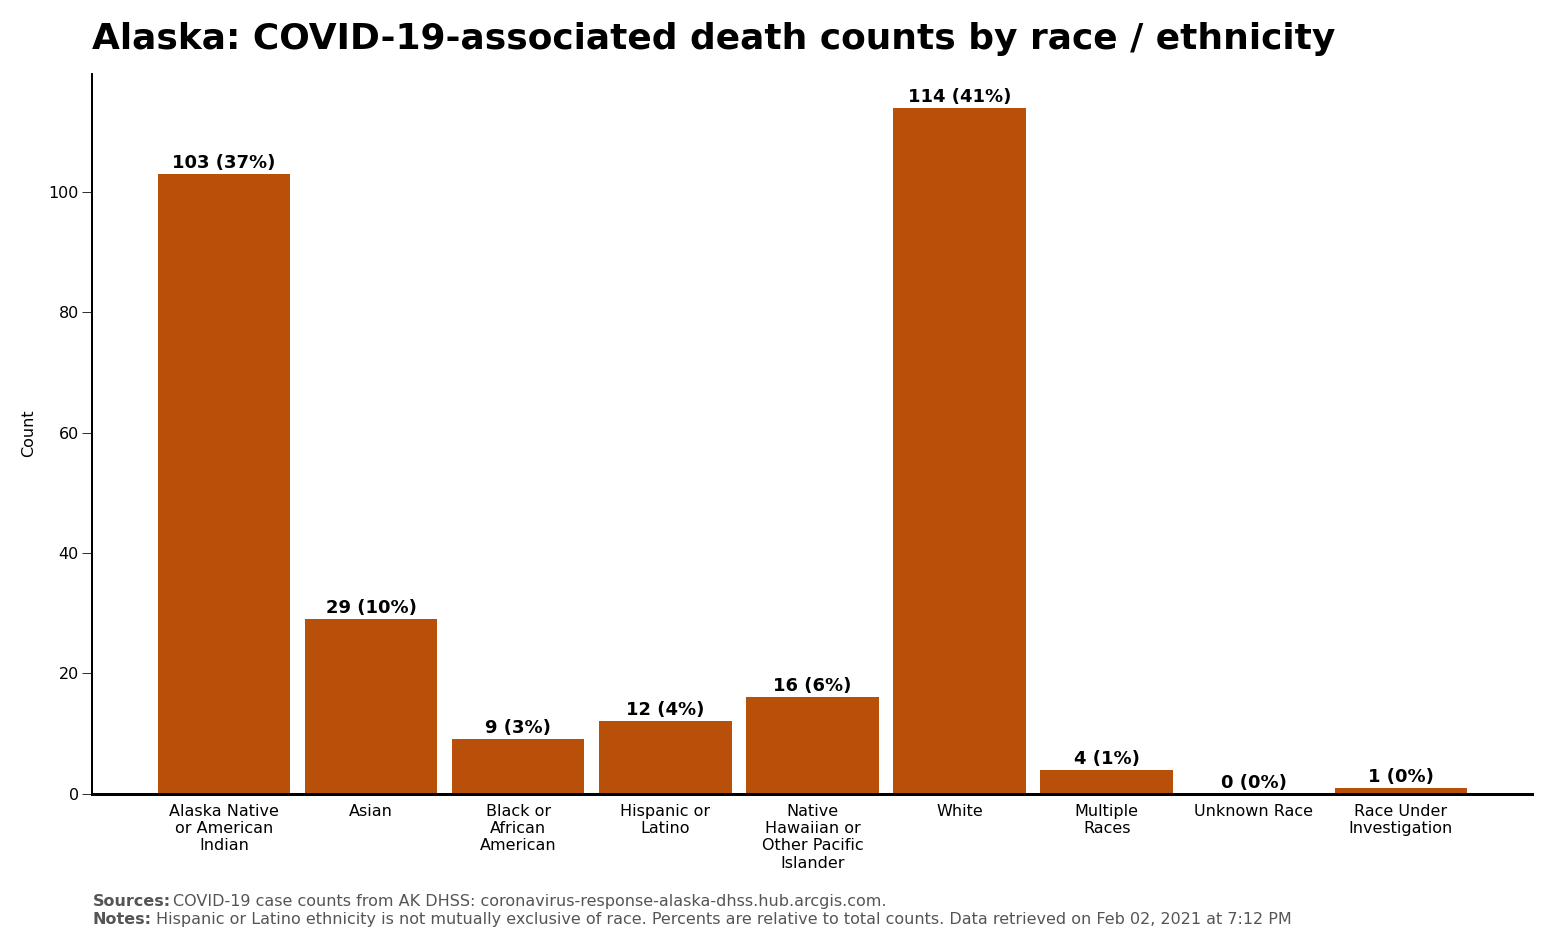 Alaska: COVID-19-associated death counts by race / ethnicity
114 (41%)
103 (37%)
100
80
60
Count
40
29 (10%)
20
16 (6%)
12 (4%)
9 (3%)
4 (1%)
1 (0%)
0 (0%)
0
Alaska Native
or American
Indian
Asian
Black or
African
American
Hispanic or
Latino
Native
Hawaiian or
Other Pacific
Islander
White
Multiple
Races
Unknown Race
Race Under
Investigation
Sources: COVID-19 case counts from AK DHSS: coronavirus-response-alaska-dhss.hub.arcgis.com.
Notes: Hispanic or Latino ethnicity is not mutually exclusive of race. Percents are relative to total counts. Data retrieved on Feb 02, 2021 at 7:12 PM